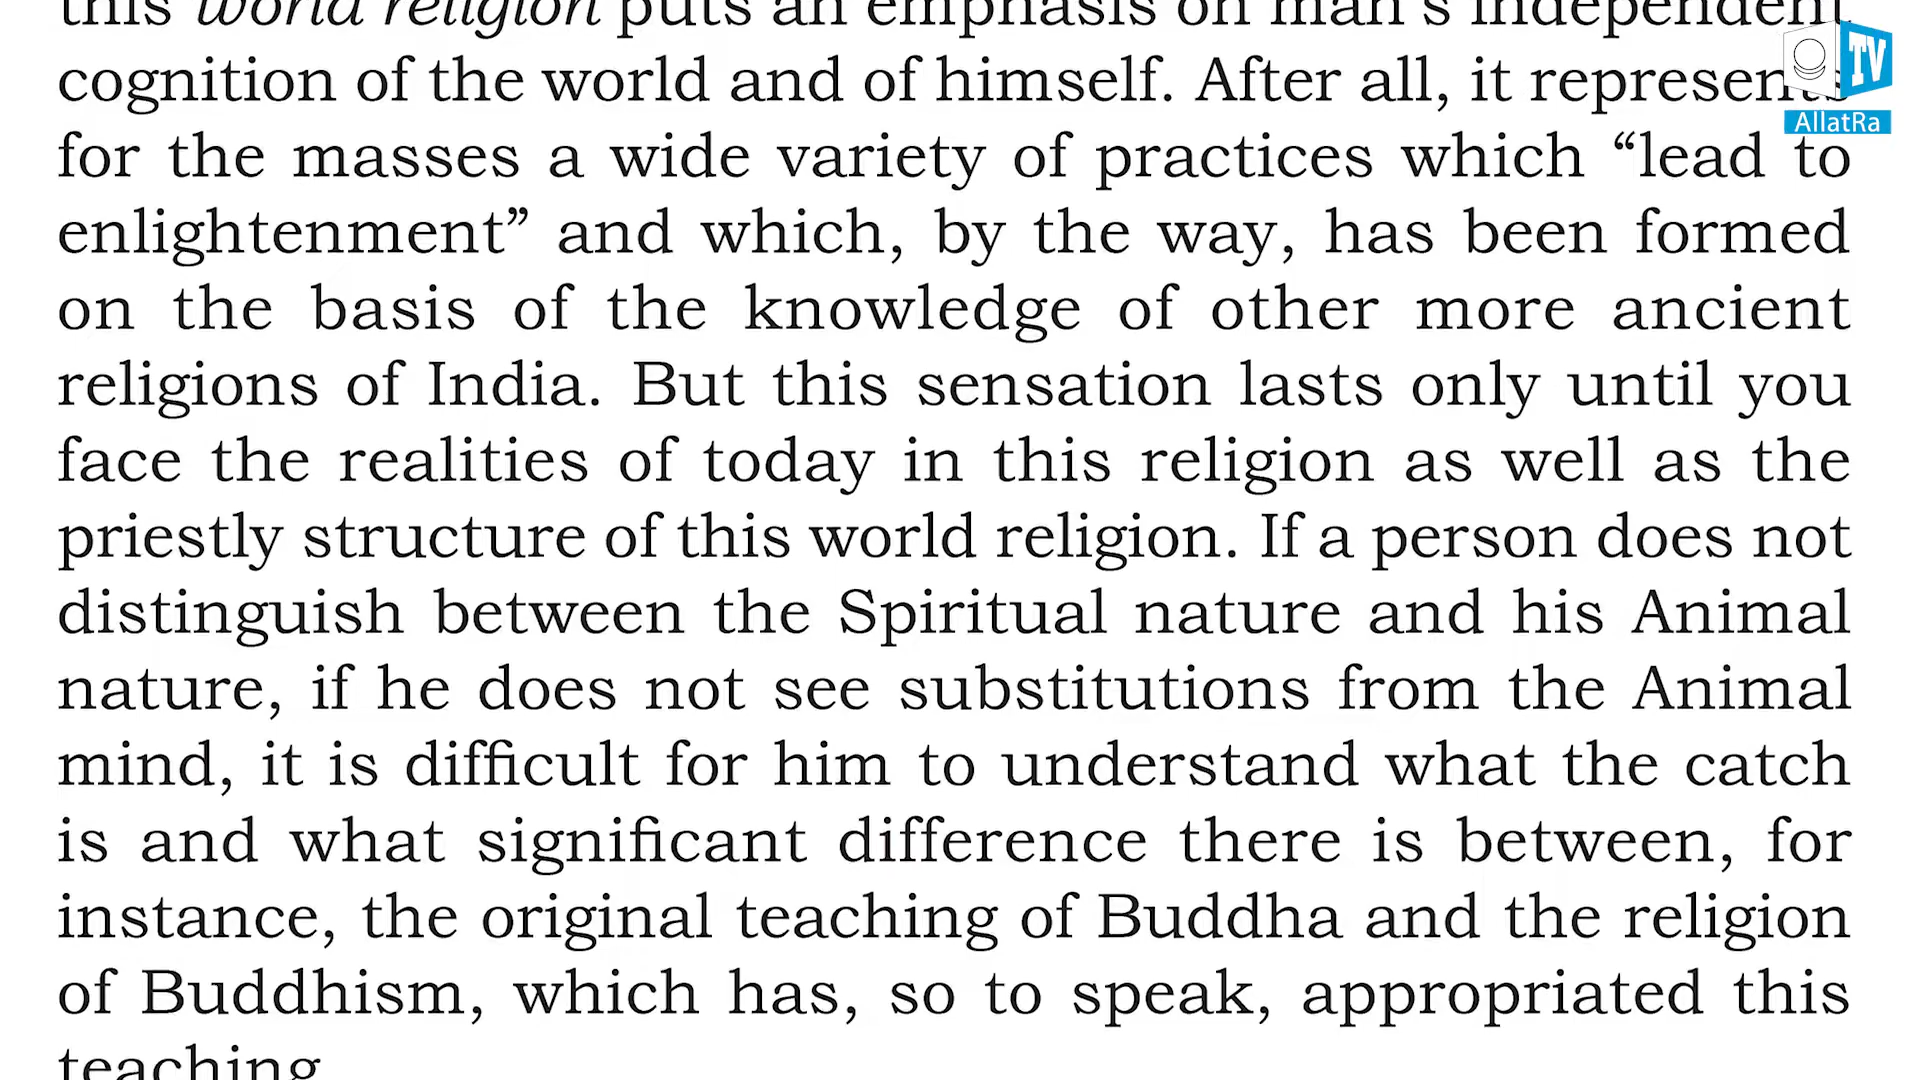 this world religion puts an emphasis on man's independent
cognition of the world and of himself. After all, it represents
for the masses a wide variety of practices which “lead to
enlightenment” and which, by the way, has been formed
on the basis of the knowledge of other more ancient
religions of India. But this sensation lasts only until you
face the realities of today in this religion as well as the
priestly structure of this world religion. If a person does not
distinguish between the Spiritual nature and his Animal
nature, if he does not see substitutions from the Animal
mind, it is difficult for him to understand what the catch
is and what significant difference there is between, for
instance, the original teaching of Buddha and the religion
of Buddhism, which has, so to speak, appropriated this
teaching
TV
AllatRa